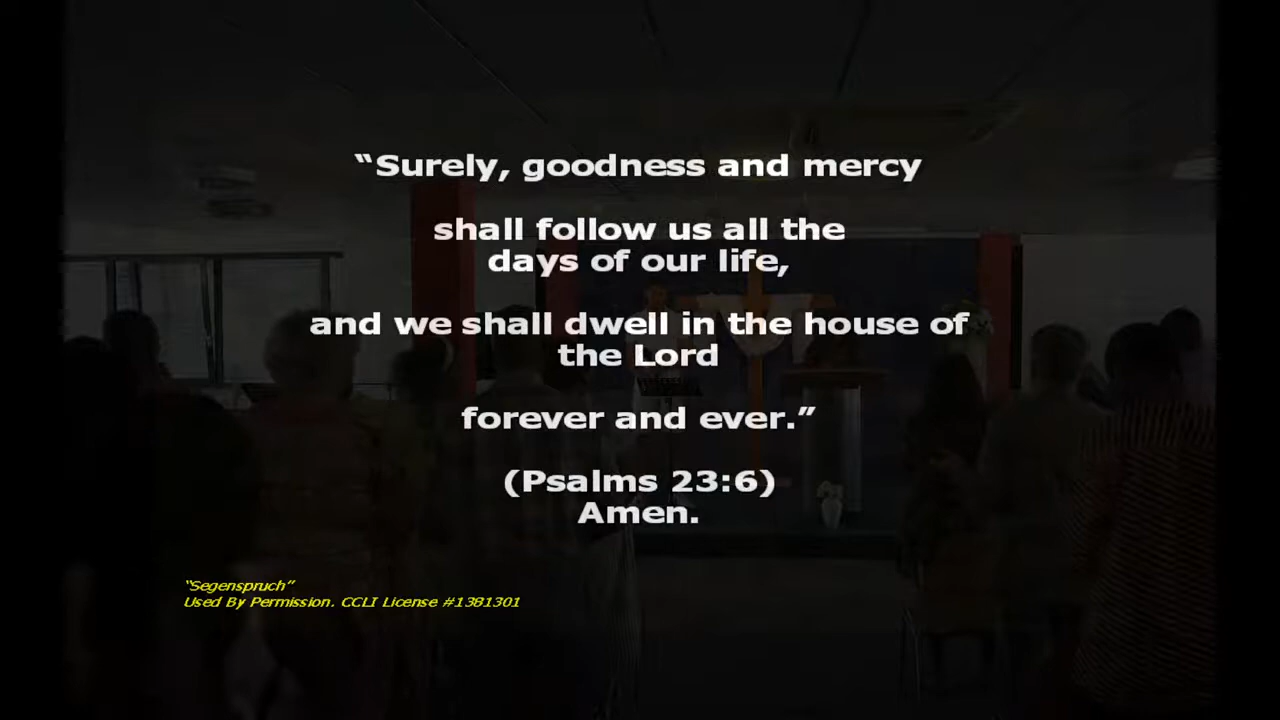 “Surely, goodness and mercy
shall follow us all the
days of our life,
and we shall dwell in the house of
the Lord
forever and ever.”
(Psalms 23:6)
Amen.
“Segenspruch”
Used By Permission. CCLI License #1381301